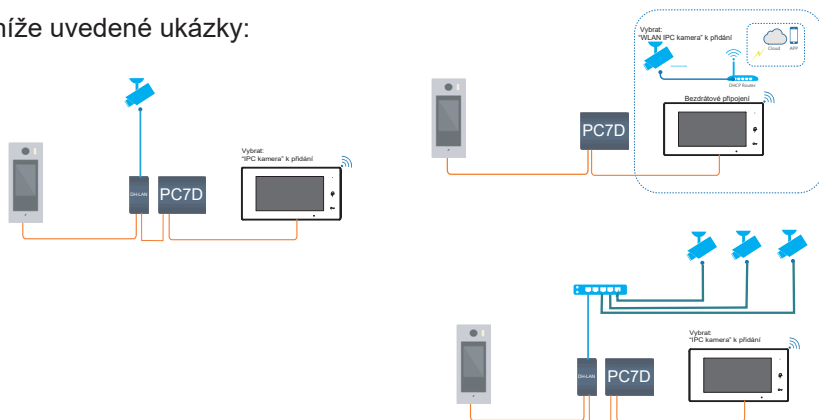 níže uvedené ukázky:
Vybrat:
"IPC kamera" k přidání
DH-LAN
PC7D
Vybrat:
"WLAN IPC kamera" k přidání
Cloud
APP
DHCP Router
Bezdrátové připojení
PC7D
Vybrat:
"IPC kamera" k přidání
DH-LAN
PC7D